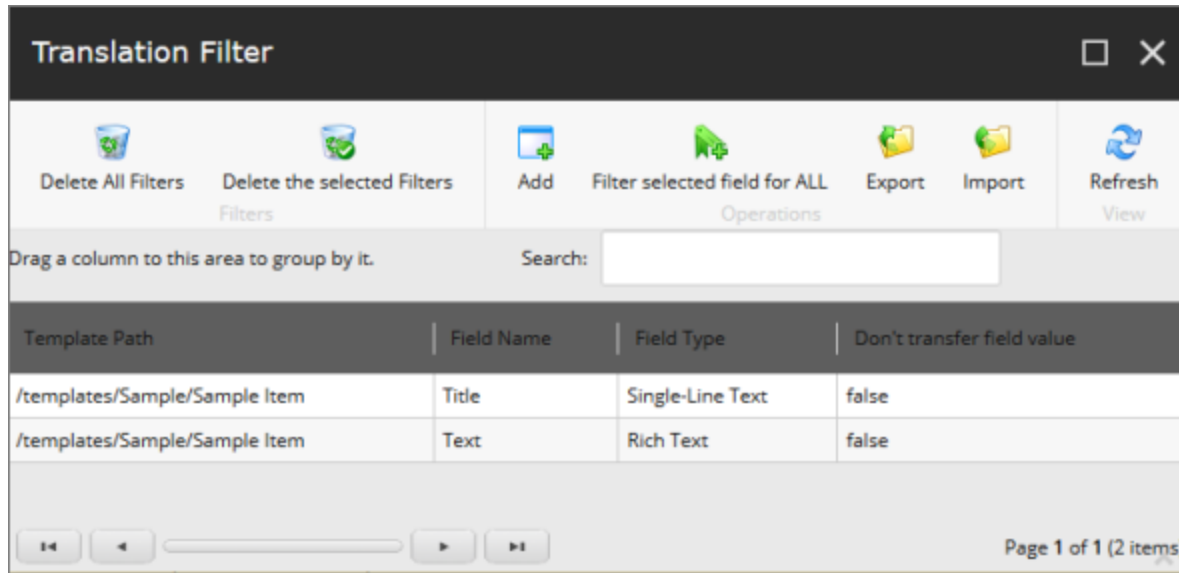 Translation Filter
Delete All Filters Delete the selected Filters Add Filter selected field for ALL Export Import Refresh
Filters Operations View
Drag a column to this area to group by it. Search:
Template Path Field Name Field Type Don't transfer field value
/templates/Sample/Sample Item Title Single-Line Text false
/templates/Sample/Sample Item Text Rich Text false
Page 1 of 1 (2 items